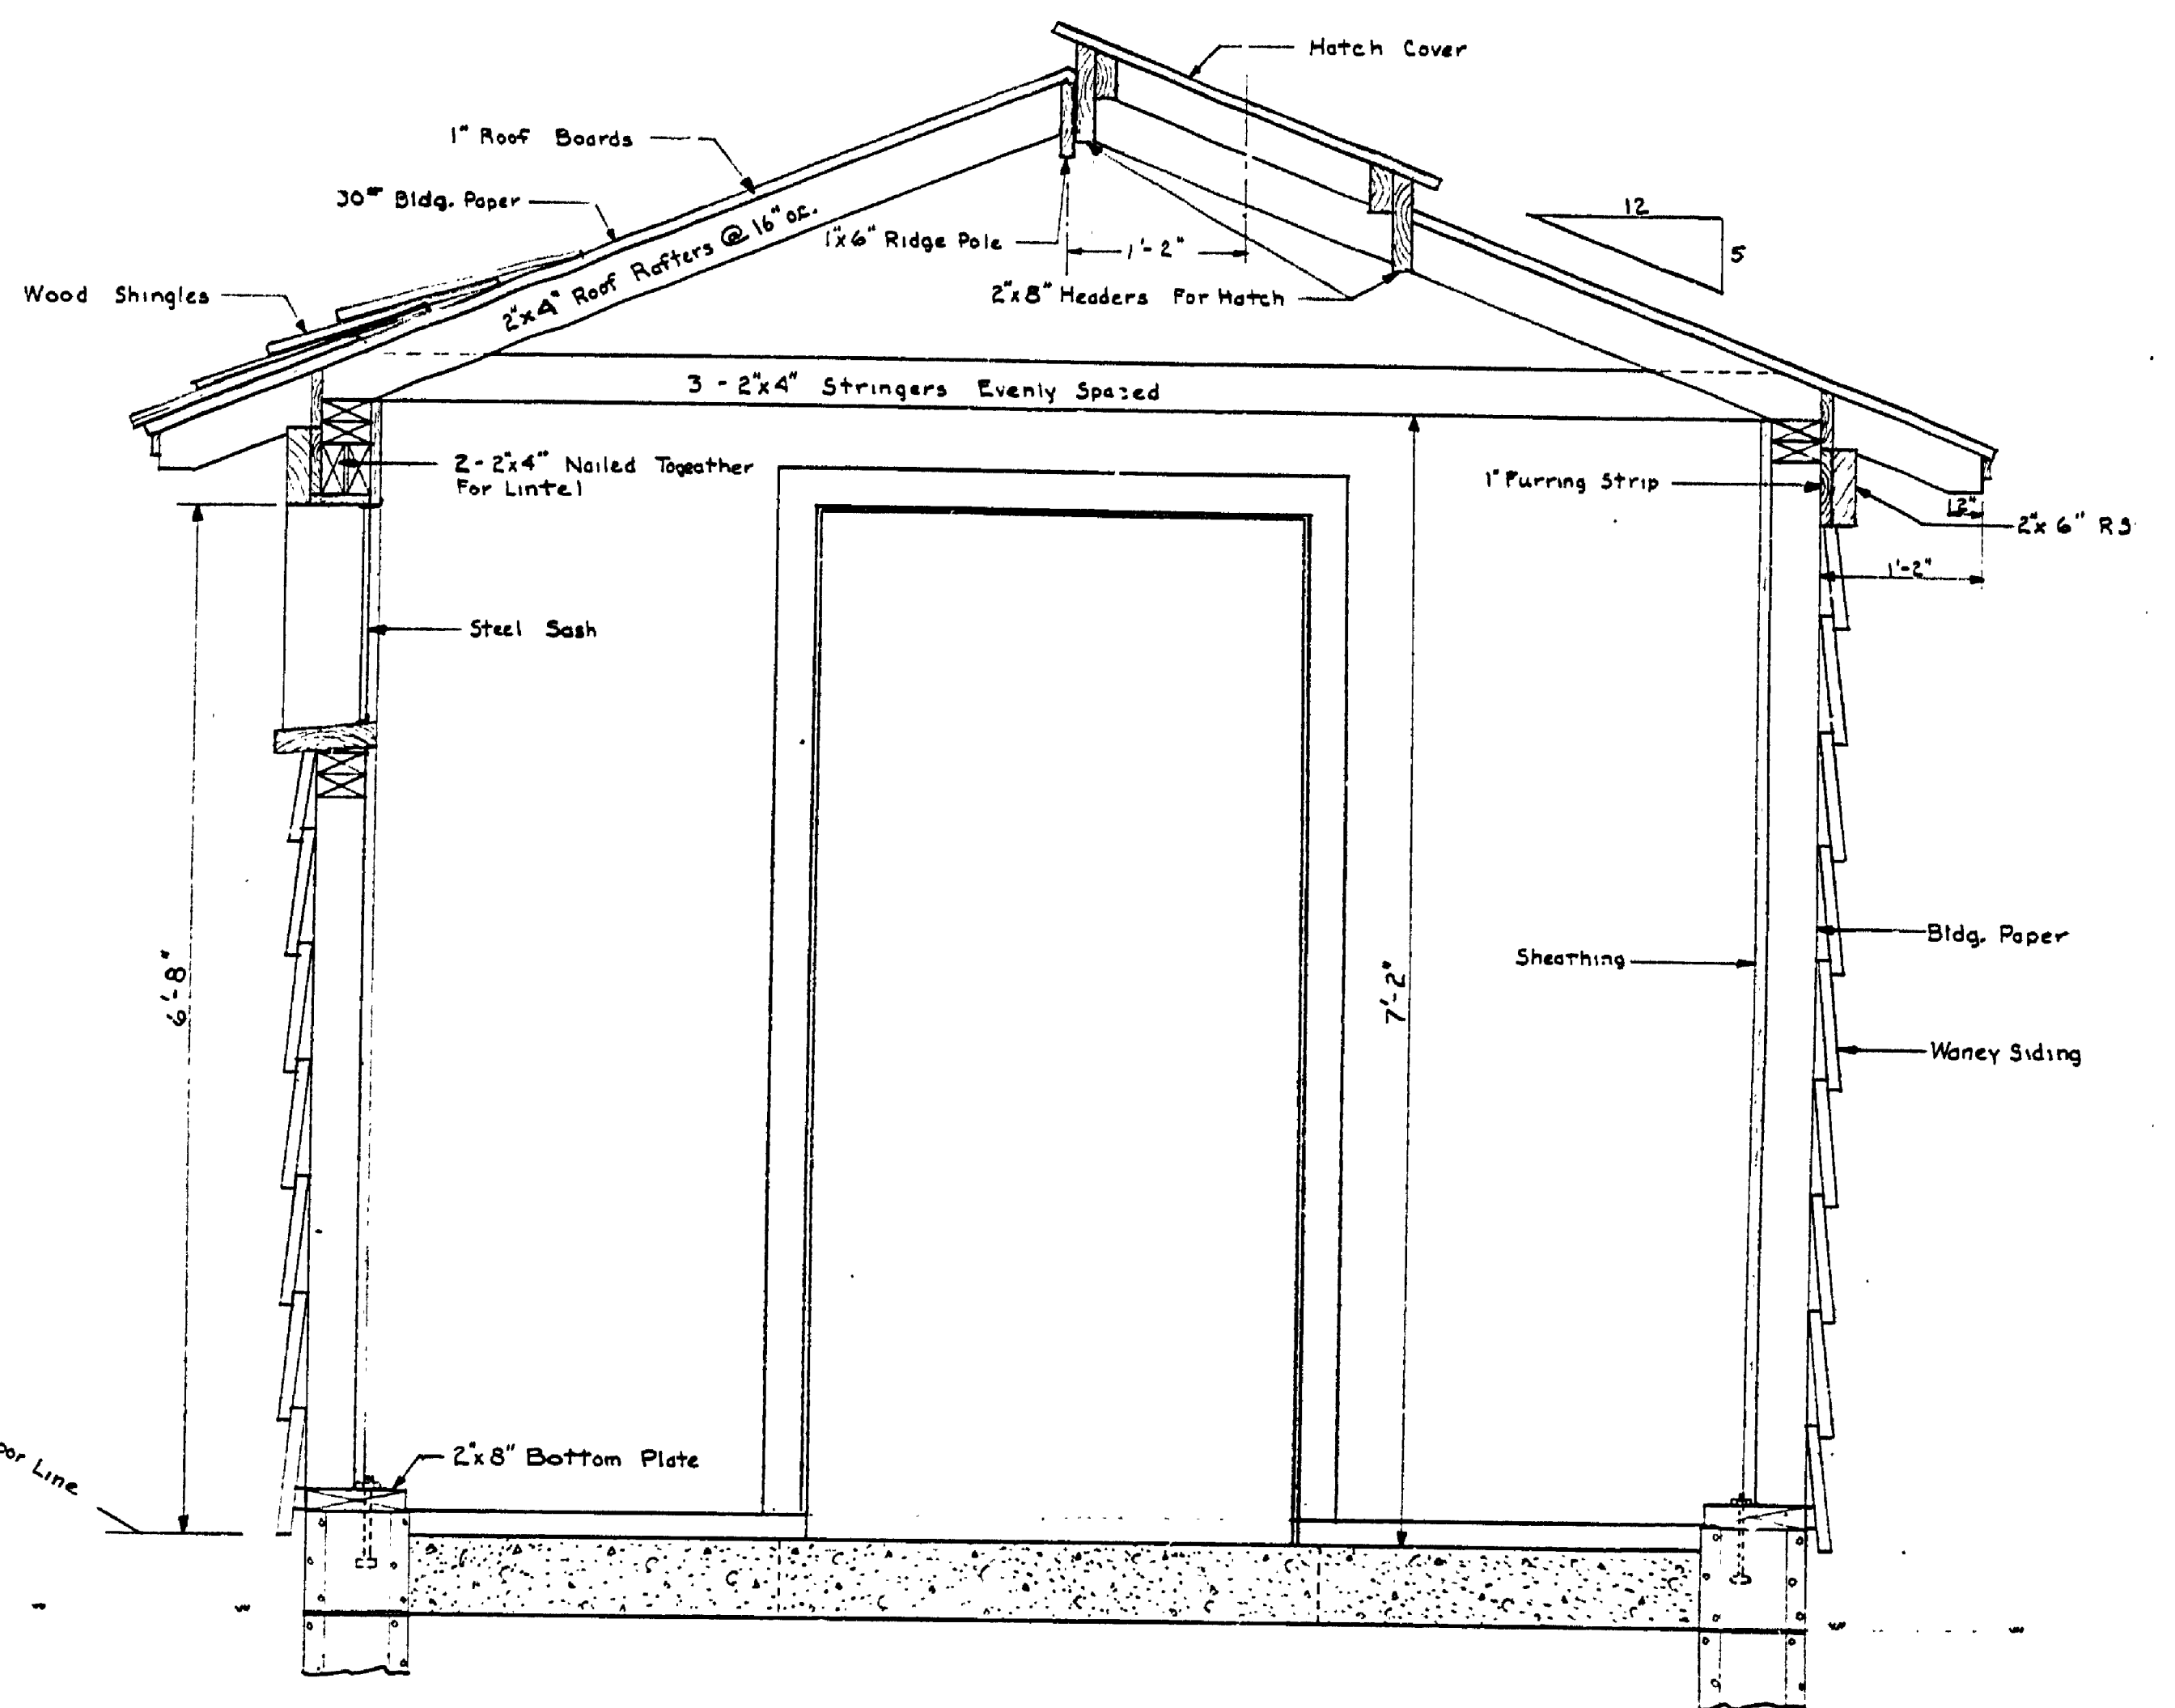 Hatch Cover
1" Roof Boards
30# Bldg. Paper
2"x4" Roof Rafters @ 16" oc.
1"x6" Ridge Pole
1'-2"
12
5
Wood Shingles
2"x8" Headers For Hatch
3 - 2"x4" Stringers Evenly Spaced
2-2"x4" Nailed Togeather
For Lintel
1" Furring Strip
2"
2"x 6" RS
1'-2"
Steel Sash
6'-8"
7'-2"
Sheathing
Bldg. Paper
Waney Siding
Line
2"x8" Bottom Plate